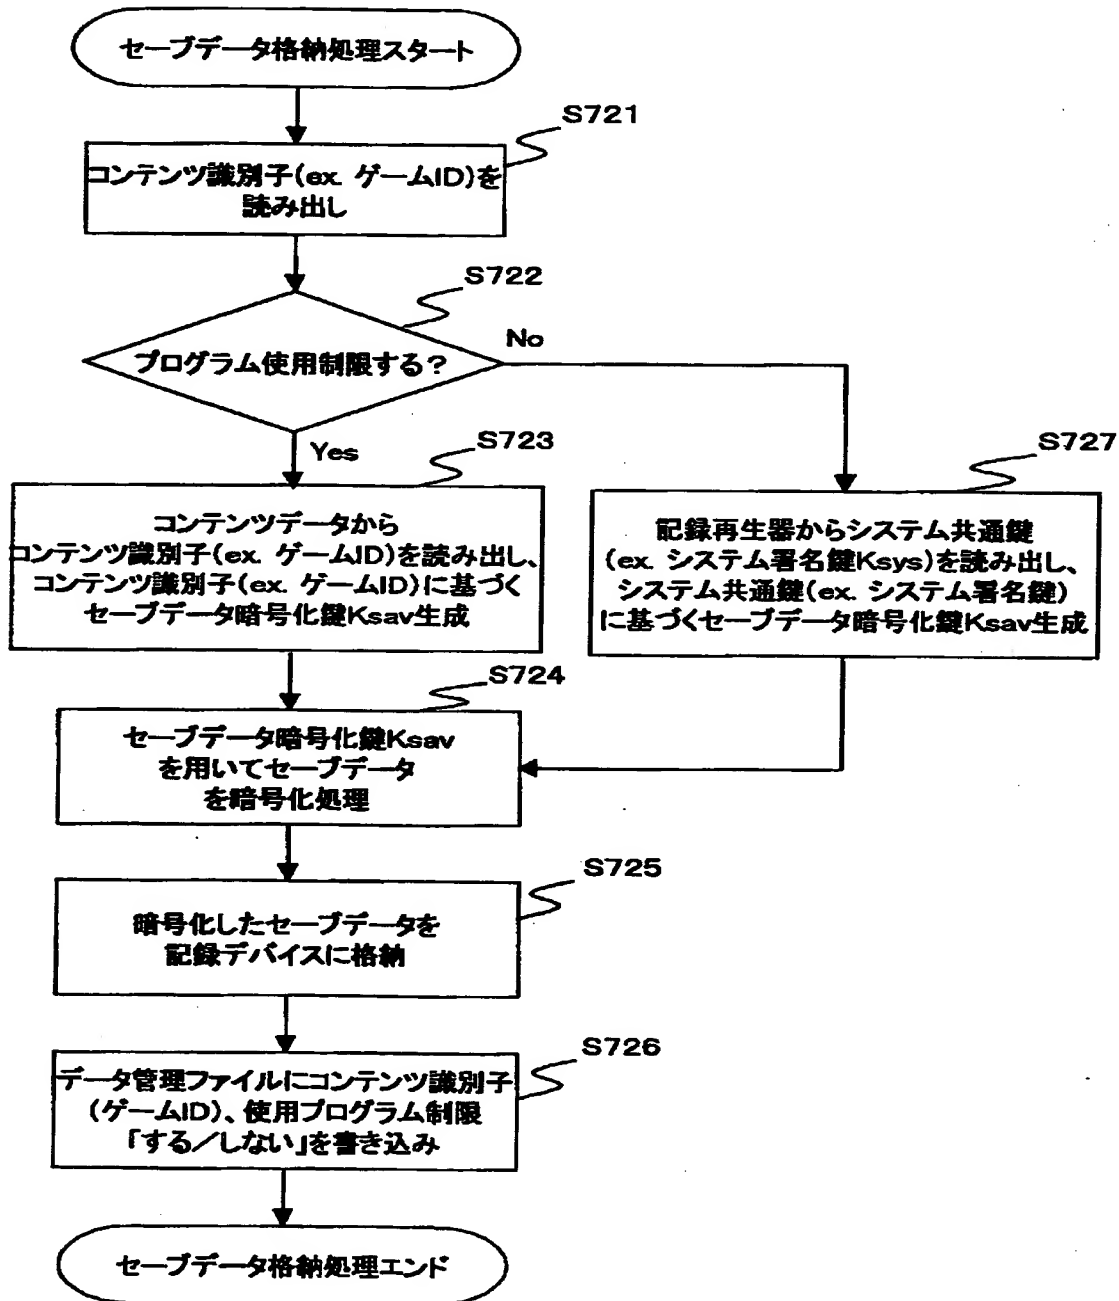 セーブデータ格納処理スタート
S721
コンテンツ識別子(ex. ゲームID)を
読み出し
S722
プログラム使用制限する?
No
Yes
S723
コンテンツデータから
コンテンツ識別子(ex. ゲームID)を読み出し、
コンテンツ識別子(ex. ゲームID)に基づく
セーブデータ暗号化鍵Ksav生成
S727
記録再生器からシステム共通鍵
(ex. システム署名鍵Ksys)を読み出し、
システム共通鍵(ex. システム署名鍵)
に基づくセーブデータ暗号化鍵Ksav生成
S724
セーブデータ暗号化鍵Ksav
を用いてセーブデータ
を暗号化処理
S725
暗号化したセーブデータを
記録デバイスに格納
S726
データ管理ファイルにコンテンツ識別子
(ゲームID)、使用プログラム制限
「する/しない」を書き込み
セーブデータ格納処理エンド